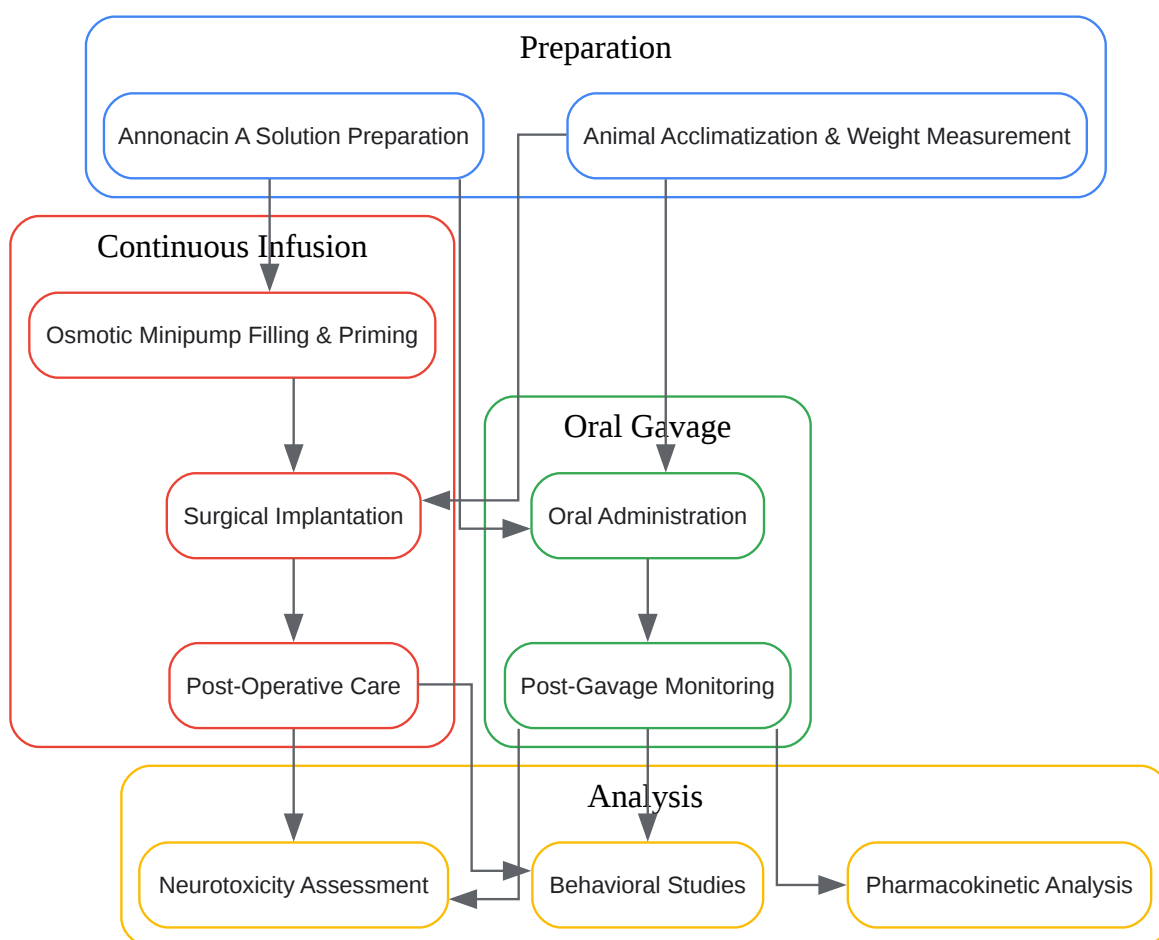 Preparation
Annonacin A Solution Preparation
Animal Acclimatization & Weight Measurement
Continuous Infusion
Osmotic Minipump Filling & Priming
Oral Gavage
Surgical Implantation
Oral Administration
Post-Operative Care
Post-Gavage Monitoring
Analysis
Neurotoxicity Assessment
Behavioral Studies
Pharmacokinetic Analysis